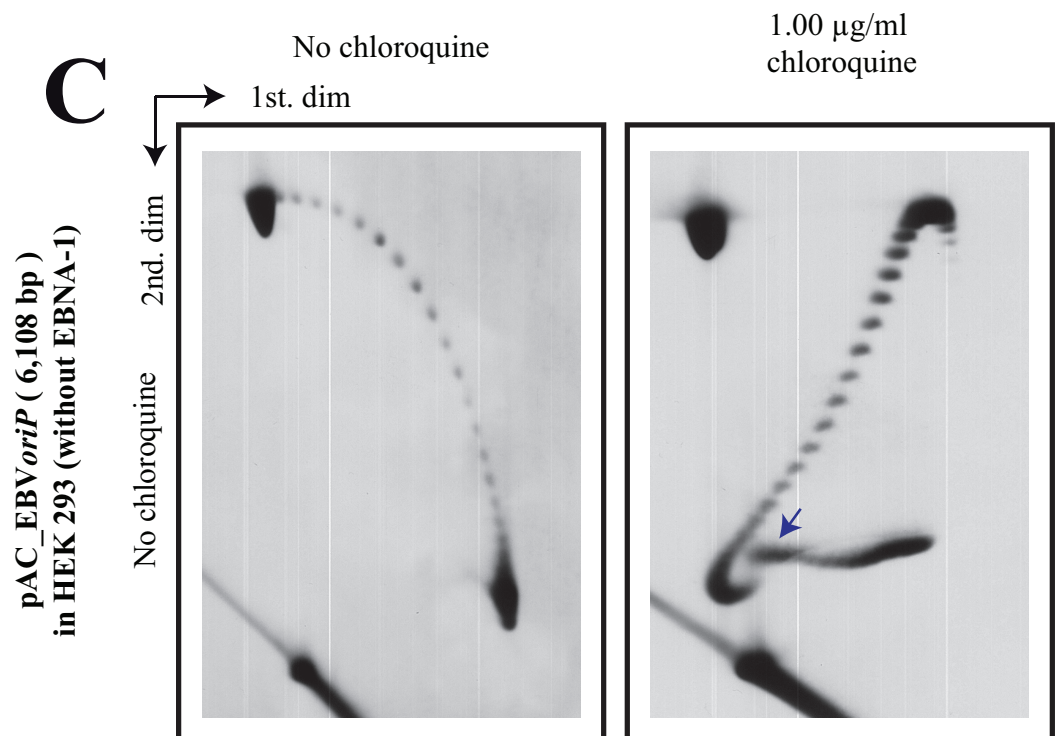 C
No chloroquine
1.00 µg/ml
chloroquine
1st. dim
2nd. dim
No chloroquine
pAC_EBVoriP ( 6,108 bp )
in HEK 293 (without EBNA-1)